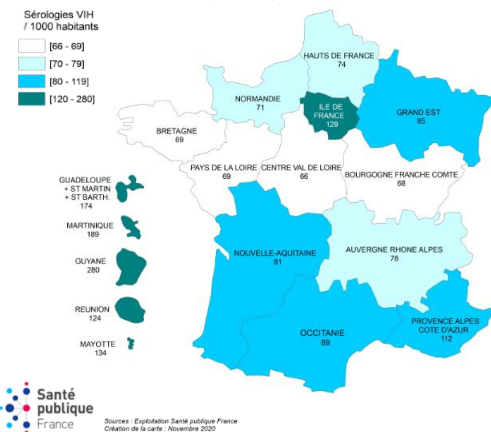 Sérologies VIH
/ 1000 habitants
[66 - 69]
[70 - 79]
[80 - 119]
[120 - 280]
HAUTS DE FRANCE
74
NORMANDIE
71
ILE DE
FRANCE
129
GRAND EST
85
BRETAGNE
69
PAYS DE LA LOIRE
69
CENTRE VAL DE LOIRE
66
BOURGOGNE FRANCHE COMTE
68
GUADELOUPE
+ ST MARTIN
+ ST BARTH.
174
MARTINIQUE
189
GUYANE
280
REUNION
124
MAYOTTE
134
NOUVELLE-AQUITAINE
81
AUVERGNE RHONE ALPES
78
OCCITANIE
89
PROVENCE ALPES
COTE D'AZUR
112
Santé
publique
France
Sources : Exploitation Santé publique France
Création de la carte : Novembre 2020